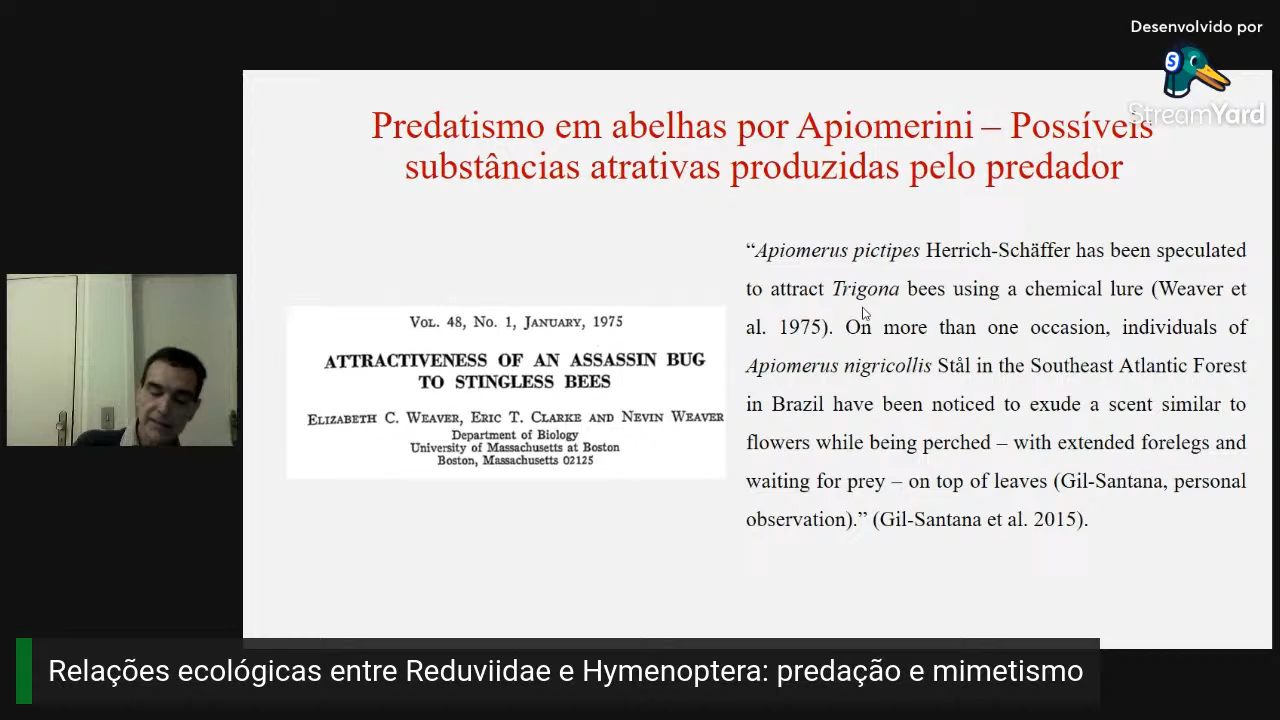 Desenvolvido por
StreamYard
Predatismo em abelhas por Apiomerini – Possíveis
substâncias atrativas produzidas pelo predador
VOL. 48, NO. 1, JANUARY, 1975
ATTRACTIVENESS OF AN ASSASSIN BUG
TO STINGLESS BEES
ELIZABETH C. WEAVER, ERIC T. CLARKE AND NEVIN WEAVER
Department of Biology
University of Massachusetts at Boston
Boston, Massachusetts 02125
“Apiomerus pictipes Herrich-Schäffer has been speculated
to attract Trigona bees using a chemical lure (Weaver et
al. 1975). On more than one occasion, individuals of
Apiomerus nigricollis Stål in the Southeast Atlantic Forest
in Brazil have been noticed to exude a scent similar to
flowers while being perched – with extended forelegs and
waiting for prey – on top of leaves (Gil-Santana, personal
observation).” (Gil-Santana et al. 2015).
Relações ecológicas entre Reduviidae e Hymenoptera: predação e mimetismo